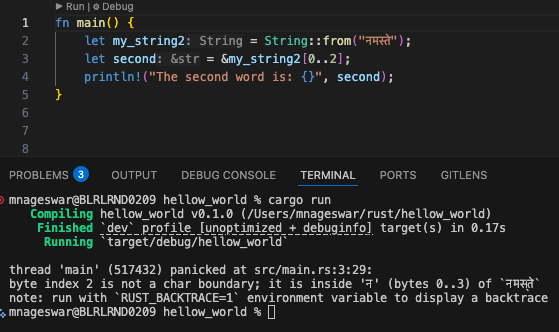 Run | Debug
1 fn main() {
2 let my_string2: String = String::from("नमस्ते");
3 let second: &str = &my_string2[0..2];
4 println!("The second word is: {}", second);
5 }
6
7
8
PROBLEMS 3 OUTPUT DEBUG CONSOLE TERMINAL PORTS GITLENS
mnageswar@BLRLRND0209 hellow_world % cargo run
Compiling hellow_world v0.1.0 (/Users/mnageswar/rust/hellow_world)
Finished `dev` profile [unoptimized + debuginfo] target(s) in 0.17s
Running `target/debug/hellow_world`
thread 'main' (517432) panicked at src/main.rs:3:29:
byte index 2 is not a char boundary; it is inside 'न' (bytes 0..3) of `नमस्ते`
note: run with `RUST_BACKTRACE=1` environment variable to display a backtrace
mnageswar@BLRLRND0209 hellow_world %